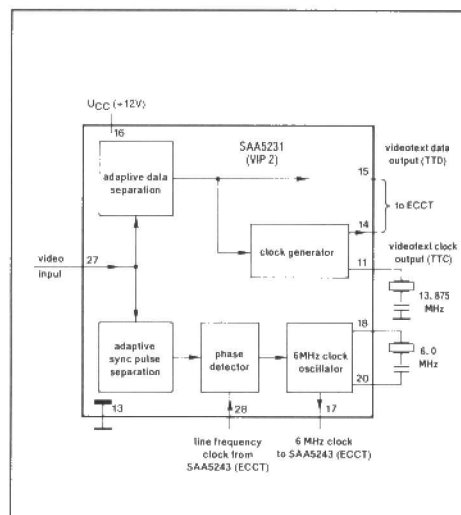 UCC (+12V)
16
SAA5231
(VIP 2)
videotext data
output (TTD)
15
adaptive data
separation
to ECCT
14
clock generator
videotext clock
output (TTC)
11
video
input
27
13.875
MHz
18
adaptive
sync pulse
separation
phase
detector
6MHz clock
oscillator
6.0
MHz
20
13
28
17
line frequency
clock from
SAA5243 (ECCT)
6 MHz clock
to SAA5243 (ECCT)